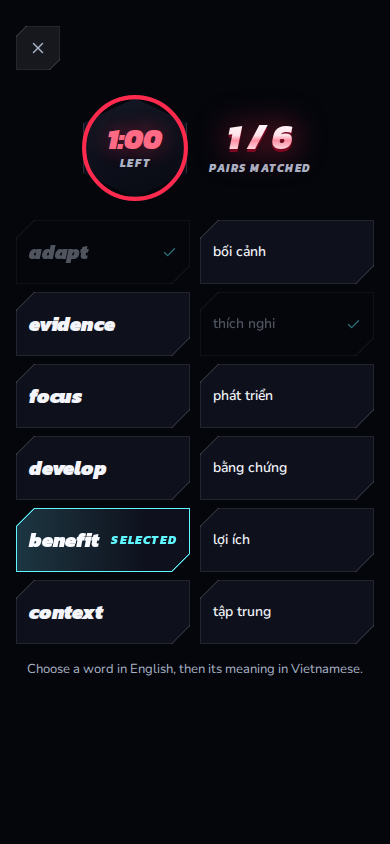 1:00
LEFT
1 / 6
PAIRS MATCHED
adapt
bối cảnh
evidence
thích nghi
focus
phát triển
develop
bằng chứng
benefit SELECTED
lợi ích
context
tập trung
Choose a word in English, then its meaning in Vietnamese.